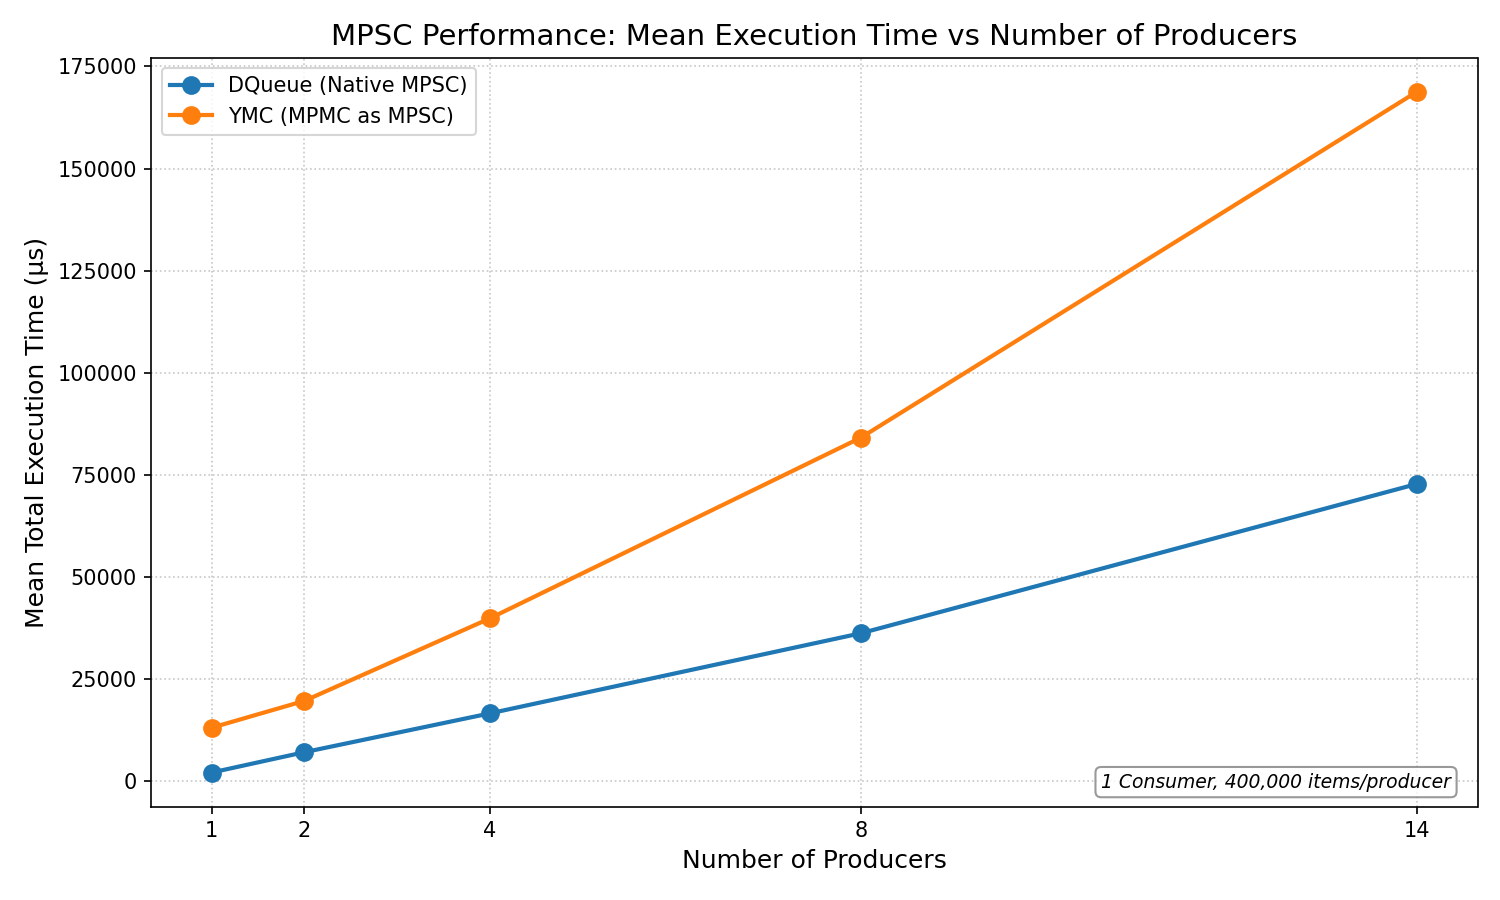 MPSC Performance: Mean Execution Time vs Number of Producers
DQueue (Native MPSC)
YMC (MPMC as MPSC)
Mean Total Execution Time (µs)
175000
150000
125000
100000
75000
50000
25000
0
1 Consumer, 400,000 items/producer
1 2 4 8 14
Number of Producers